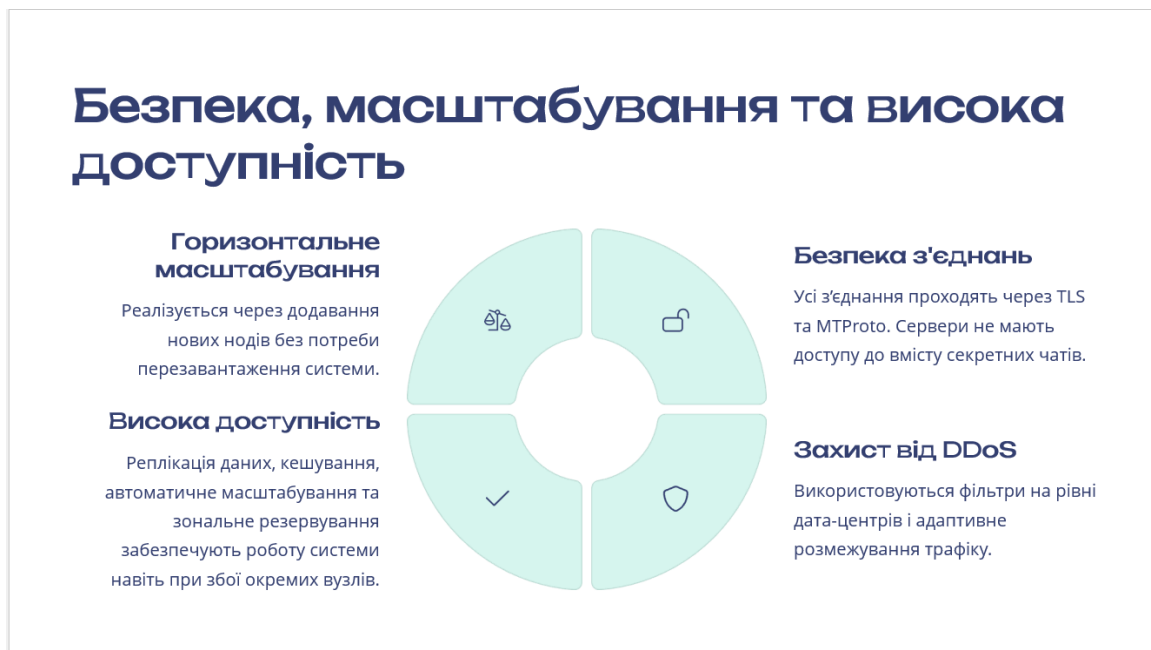 Безпека, масштабування та висока
доступність
Горизонтальне
масштабування
Реалізується через додавання
нових нодів без потреби
перезавантаження системи.
Безпека з'єднань
Усі з’єднання проходять через TLS
та MTProto. Сервери не мають
доступу до вмісту секретних чатів.
Висока доступність
Реплікація даних, кешування,
автоматичне масштабування та
зональне резервування
забезпечують роботу системи
навіть при збої окремих вузлів.
Захист від DDoS
Використовуються фільтри на рівні
дата-центрів і адаптивне
розмежування трафіку.